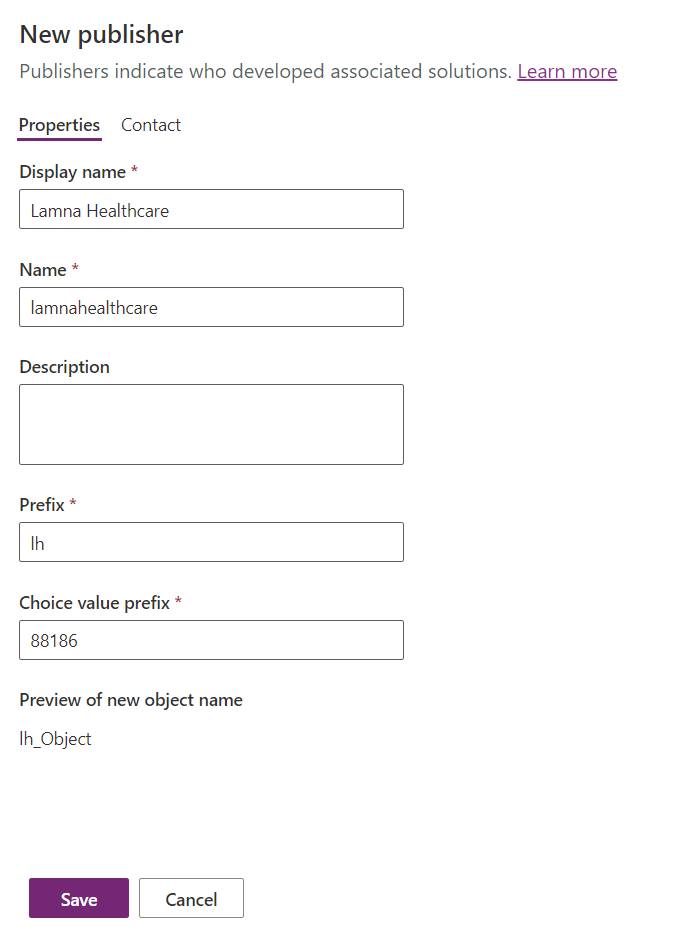 New publisher
Publishers indicate who developed associated solutions. Learn more
Properties Contact
Display name *
Lamna Healthcare
Name *
lamnahealthcare
Description
Prefix *
lh
Choice value prefix *
88186
Preview of new object name
lh_Object
Save Cancel